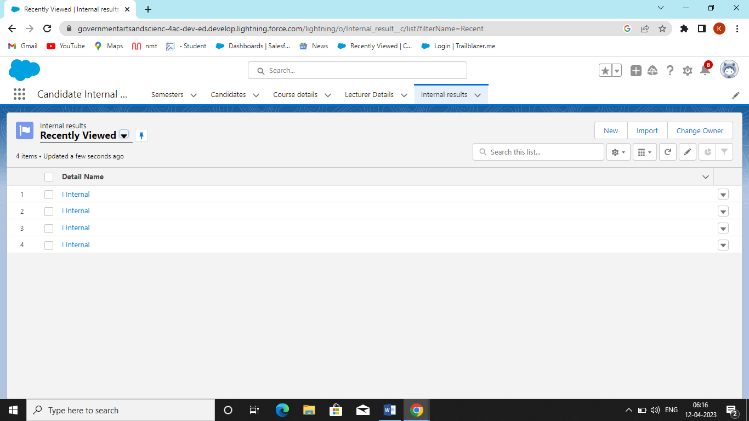 Recently Viewed | Internal results
governmentartsandscienc-4ac-dev-ed.develop.lightning.force.com/lightning/o/Internal_result__c/list?filterName=Recent
K
Gmail YouTube Maps nmt - Student Dashboards | Salesf... News Recently Viewed | C... Login | Trailblazer.me
Search...
8
Candidate Internal ... Semesters Candidates Course details Lecturer Details Internal results
Internal results
Recently Viewed
New Import Change Owner
4 items • Updated a few seconds ago
Search this list...
Detail Name
1 I Internal
2 I Internal
3 I Internal
4 I Internal
Type here to search
ENG
06:16
12-04-2023
2